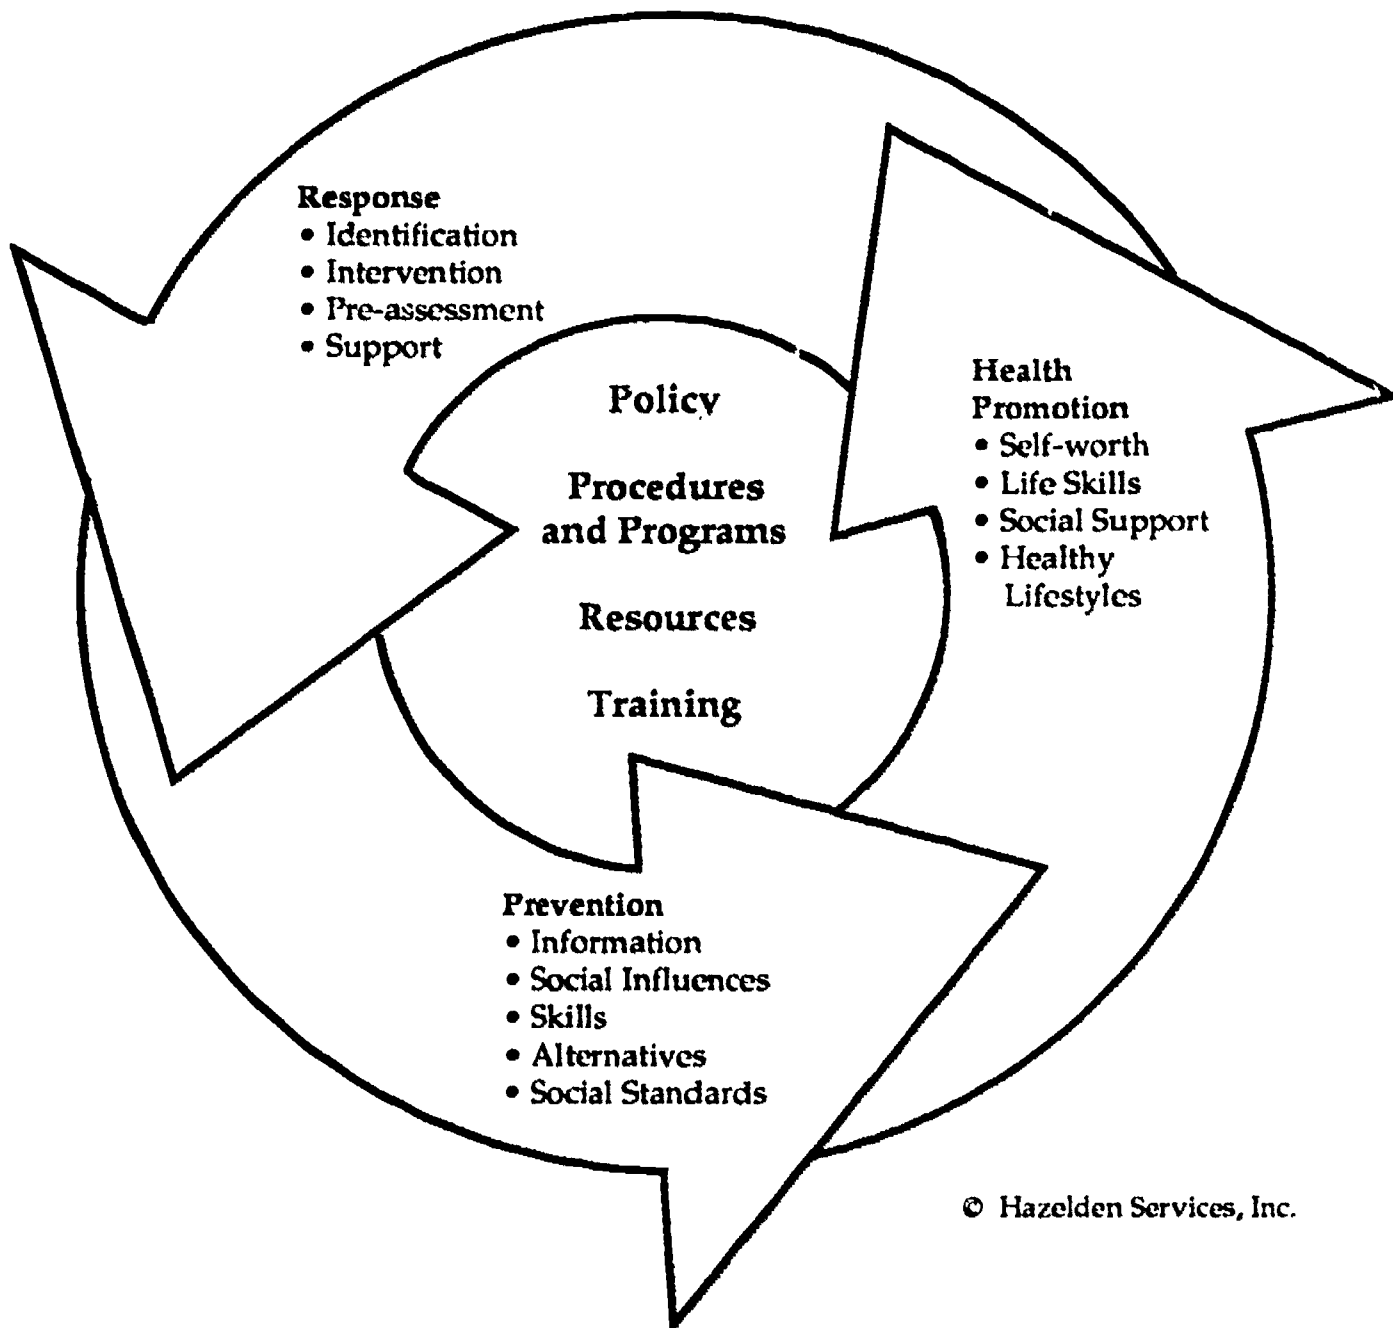 Response
• Identification
• Intervention
• Pre-assessment
• Support
Policy
Procedures
and Programs
Resources
Training
Health
Promotion
• Self-worth
• Life Skills
• Social Support
• Healthy
Lifestyles
Prevention
• Information
• Social Influences
• Skills
• Alternatives
• Social Standards
© Hazelden Services, Inc.